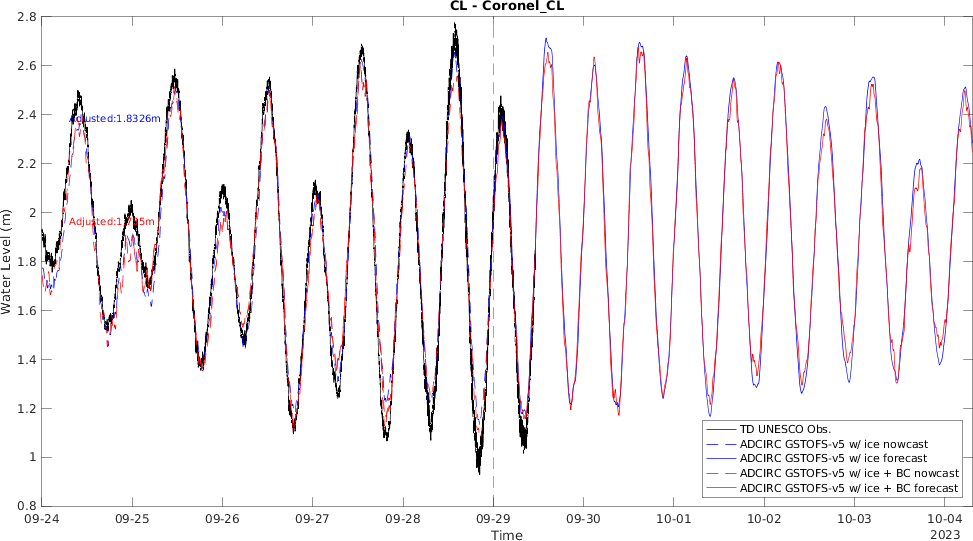 CL - Coronel_CL
2.8
2.6
2.4
2.2
2
1.8
1.6
1.4
1.2
1
0.8
Water Level (m)
Adjusted:1.8326m
TD UNESCO Obs.
ADCIRC GSTOFS-v5 w/ ice nowcast
ADCIRC GSTOFS-v5 w/ ice forecast
ADCIRC GSTOFS-v5 w/ ice + BC nowcast
ADCIRC GSTOFS-v5 w/ ice + BC forecast
09-24 09-25 09-26 09-27 09-28 09-29 09-30 10-01 10-02 10-03 10-04
Time
2023